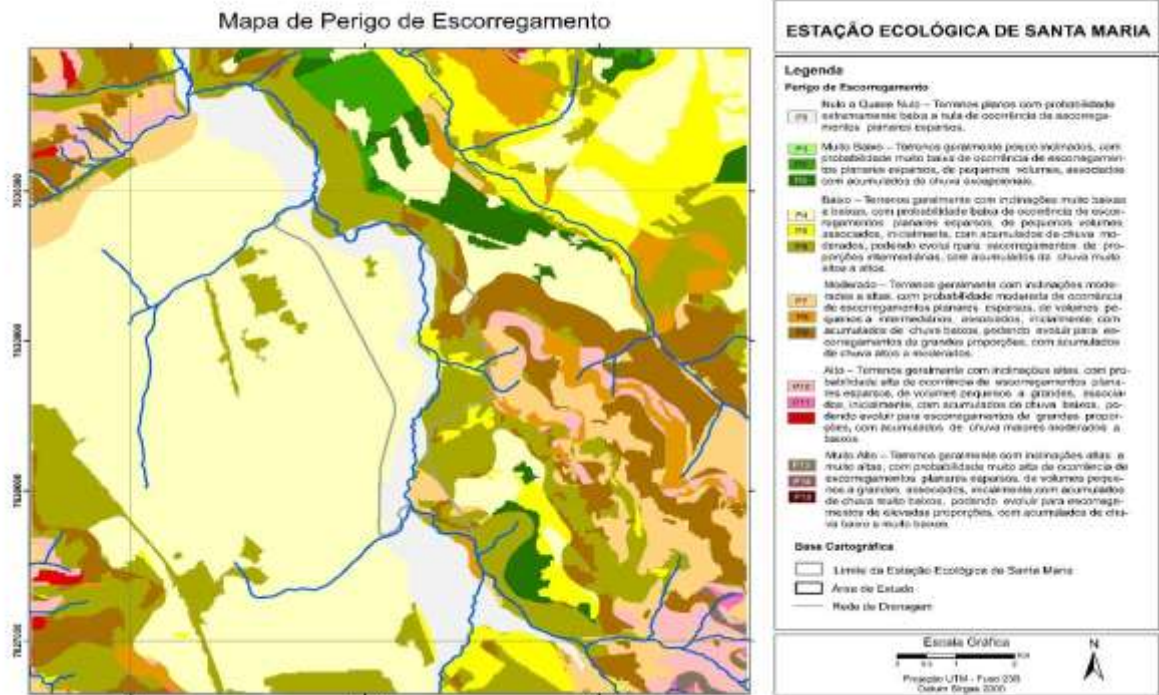 Mapa de Perigo de Escorregamento
ESTAÇÃO ECOLÓGICA DE SANTA MARIA
Legenda
Perigo de Escorregamento
Nulo a Quase Nulo – Terrenos planos com probabilidade
extremamente baixa a nula de ocorrência de escorrega-
mentos planares esparsos.
Muito Baixo – Terrenos geralmente pouco inclinados, com
probabilidade muito baixa de ocorrência de escorregamen-
tos planares esparsos, de pequenos volumes, associados
com acumulados de chuva excepcionais.
P4
Baixo – Terrenos geralmente com inclinações muito baixas
a baixas, com probabilidade baixa de ocorrência de escor-
regamentos planares esparsos, de pequenos volumes
associados, inicialmente, com acumulados de chuva mo-
derados, podendo evoluir para escorregamentos de pro-
porções intermediárias, com acumulados de chuva muito
altos a altos.
P7
Moderado – Terrenos geralmente com inclinações mode-
radas a altas, com probabilidade moderada de ocorrência
de escorregamentos planares esparsos, de volumes pe-
quenos a intermediários, associados, inicialmente, com
acumulados de chuva baixos, podendo evoluir para es-
corregamentos de grandes proporções, com acumulados
de chuva altos a moderados.
P10
P11
Alto – Terrenos geralmente com inclinações altas, com pro-
babilidade alta de ocorrência de escorregamentos plana-
res esparsos, de volumes pequenos a grandes, associa-
dos, inicialmente, com acumulados de chuva baixos, po-
dendo evoluir para escorregamentos de grandes propor-
ções, com acumulados de chuva maiores moderados a
baixos
Muito Alto – Terrenos geralmente com inclinações altas a
muito altas, com probabilidade muito alta de ocorrência de
escorregamentos planares esparsos, de volumes peque-
nos a grandes, associados, inicialmente, com acumulados
de chuva muito baixos, podendo evoluir para escorrega-
mentos de elevadas proporções, com acumulados de chu-
va baixo a muito baixos.
Base Cartográfica
Limite da Estação Ecológica de Santa Maria
Área de Estudo
Rede de Drenagem
Escala Gráfica
N
Projeção UTM - Fuso 23S
Datum Sirgas 2000